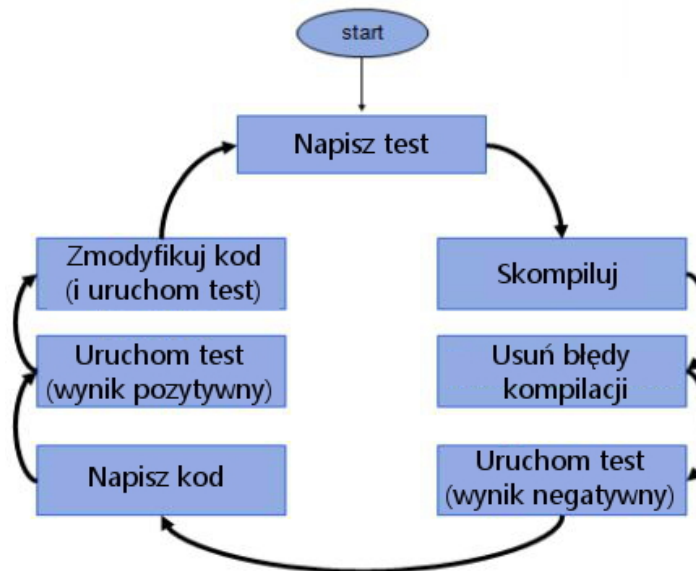 start
Napisz test
Skompiluj
Usuń błędy
kompilacji
Uruchom test
(wynik negatywny)
Napisz kod
Uruchom test
(wynik pozytywny)
Zmodyfikuj kod
(i uruchom test)